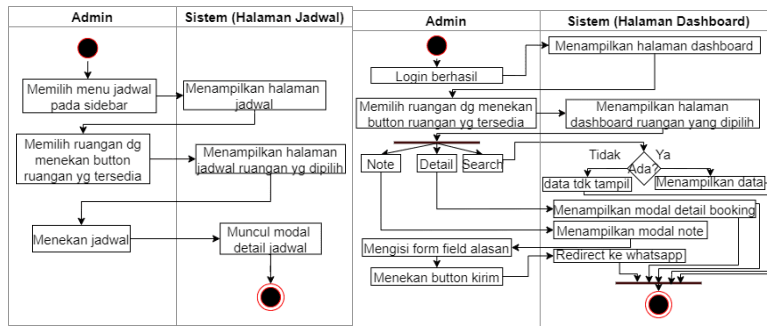 Admin
Sistem (Halaman Jadwal)
Memilih menu jadwal
pada sidebar
Menampilkan halaman
jadwal
Memilih ruangan dg
menekan button
ruangan yg tersedia
Menampilkan halaman
jadwal ruangan yg dipilih
Menekan jadwal
Muncul modal
detail jadwal
Admin
Sistem (Halaman Dashboard)
Menampilkan halaman dashboard
Login berhasil
Memilih ruangan dg menekan
button ruangan yg tersedia
Menampilkan halaman
dashboard ruangan yang dipilih
Note
Detail
Search
Tidak
Ya
Ada?
data tdk tampil
Menampilkan data
Menampilkan modal detail booking
Menampilkan modal note
Mengisi form field alasan
Redirect ke whatsapp
Menekan button kirim